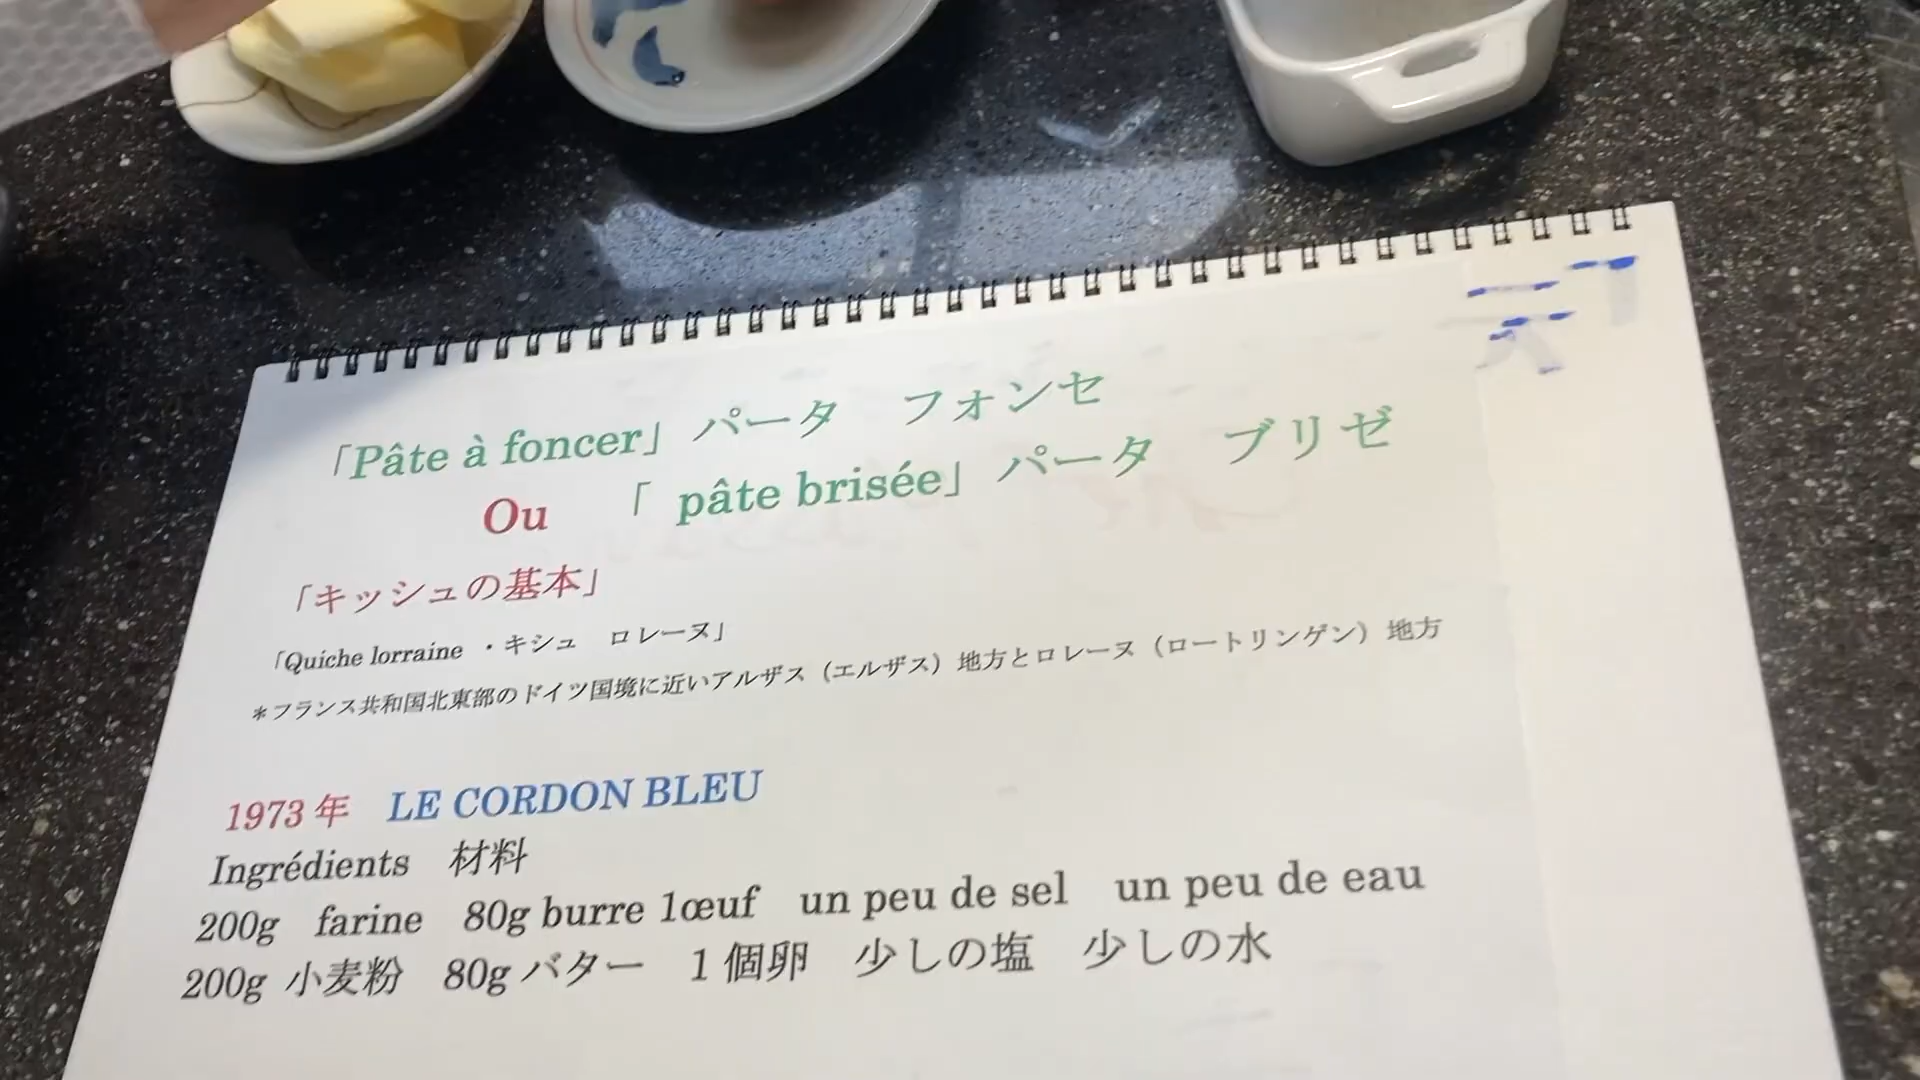 「Pâte à foncer」パータ　フォンセ
Ou　「 pâte brisée」パータ　ブリゼ
「キッシュの基本」
「Quiche lorraine ・キシュ　ロレーヌ」
＊フランス共和国北東部のドイツ国境に近いアルザス（エルザス）地方とロレーヌ（ロートリンゲン）地方
1973年　LE CORDON BLEU
Ingrédients　材料
200g　farine　80g burre 1œuf　un peu de sel　un peu de eau
200g 小麦粉　80gバター　1個卵　少しの塩　少しの水